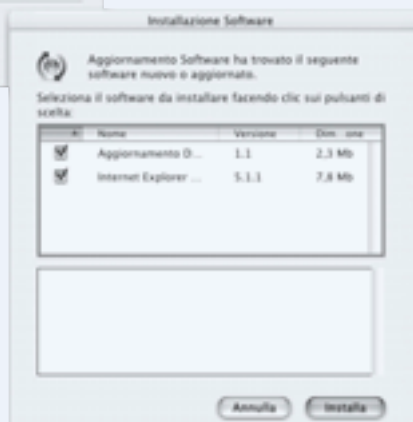 Installazione Software
Aggiornamento Software ha trovato il seguente
software nuovo o aggiornato.
Seleziona il software da installare facendo clic sui pulsanti di
scelta:
Nome Versione Dim one
Aggiornamento D... 1.1 2,3 Mb
Internet Explorer ... 5.1.1 7,8 Mb
Annulla Installa